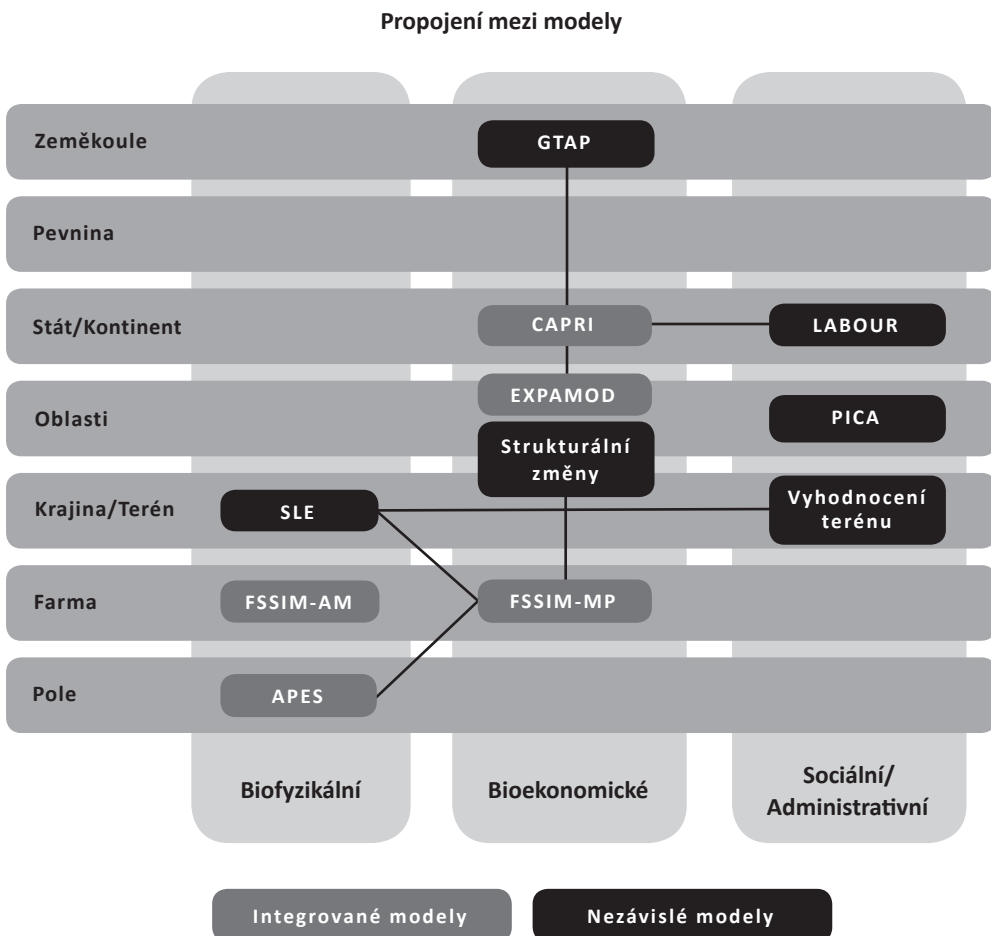 Propojení mezi modely
Zeměkoule
GTAP
Pevnina
Stát/Kontinent
CAPRI
LABOUR
EXPAMOD
Oblasti
PICA
Strukturální
změny
Krajina/Terén
SLE
Vyhodnocení
terénu
Farma
FSSIM-AM
FSSIM-MP
Pole
APES
Biofyzikální
Bioekonomické
Sociální/
Administrativní
Integrované modely
Nezávislé modely